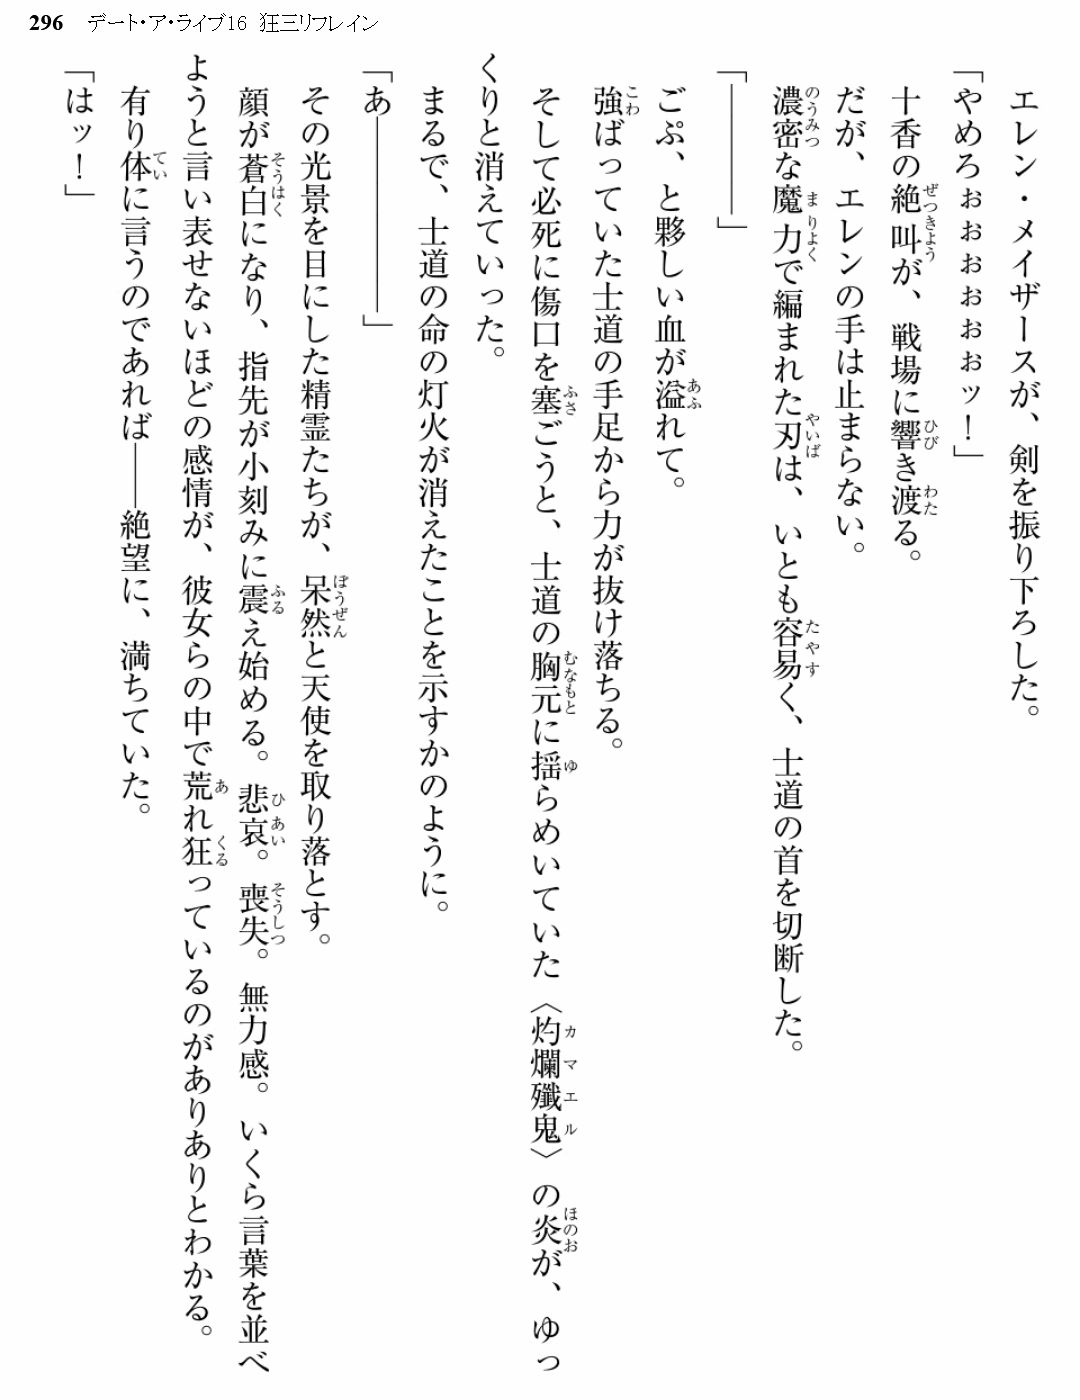 296 デート・ア・ライブ16 狂三リフレイン
エレン・メイザースが、剣を振り下ろした。
「やめろぉぉぉぉぉぉッ！」
十香の絶叫が、戦場に響き渡る。
だが、エレンの手は止まらない。
濃密な魔力で編まれた刃は、いとも容易く、士道の首を切断した。
「――――」
ごぷ、と夥しい血が溢れて。
強ばっていた士道の手足から力が抜け落ちる。
そして必死に傷口を塞ごうと、士道の胸元に揺らめいていた〈灼爛殲鬼〉の炎が、ゆっ
くりと消えていった。
まるで、士道の命の灯火が消えたことを示すかのように。
「あ――――――」
その光景を目にした精霊たちが、呆然と天使を取り落とす。
顔が蒼白になり、指先が小刻みに震え始める。悲哀。喪失。無力感。いくら言葉を並べ
ようと言い表せないほどの感情が、彼女らの中で荒れ狂っているのがありありとわかる。
有り体に言うのであれば――絶望に、満ちていた。
「はッ！」